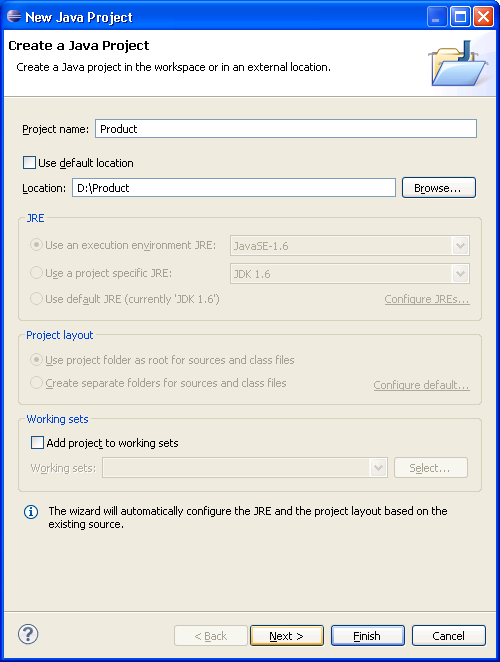 New Java Project
Create a Java Project
Create a Java project in the workspace or in an external location.
Project name: Product
Use default location
Location: D:\Product Browse...
JRE
Use an execution environment JRE: JavaSE-1.6
Use a project specific JRE: JDK 1.6
Use default JRE (currently 'JDK 1.6') Configure JREs...
Project layout
Use project folder as root for sources and class files
Create separate folders for sources and class files Configure default...
Working sets
Add project to working sets
Working sets: Select...
The wizard will automatically configure the JRE and the project layout based on the
existing source.
? < Back Next > Finish Cancel